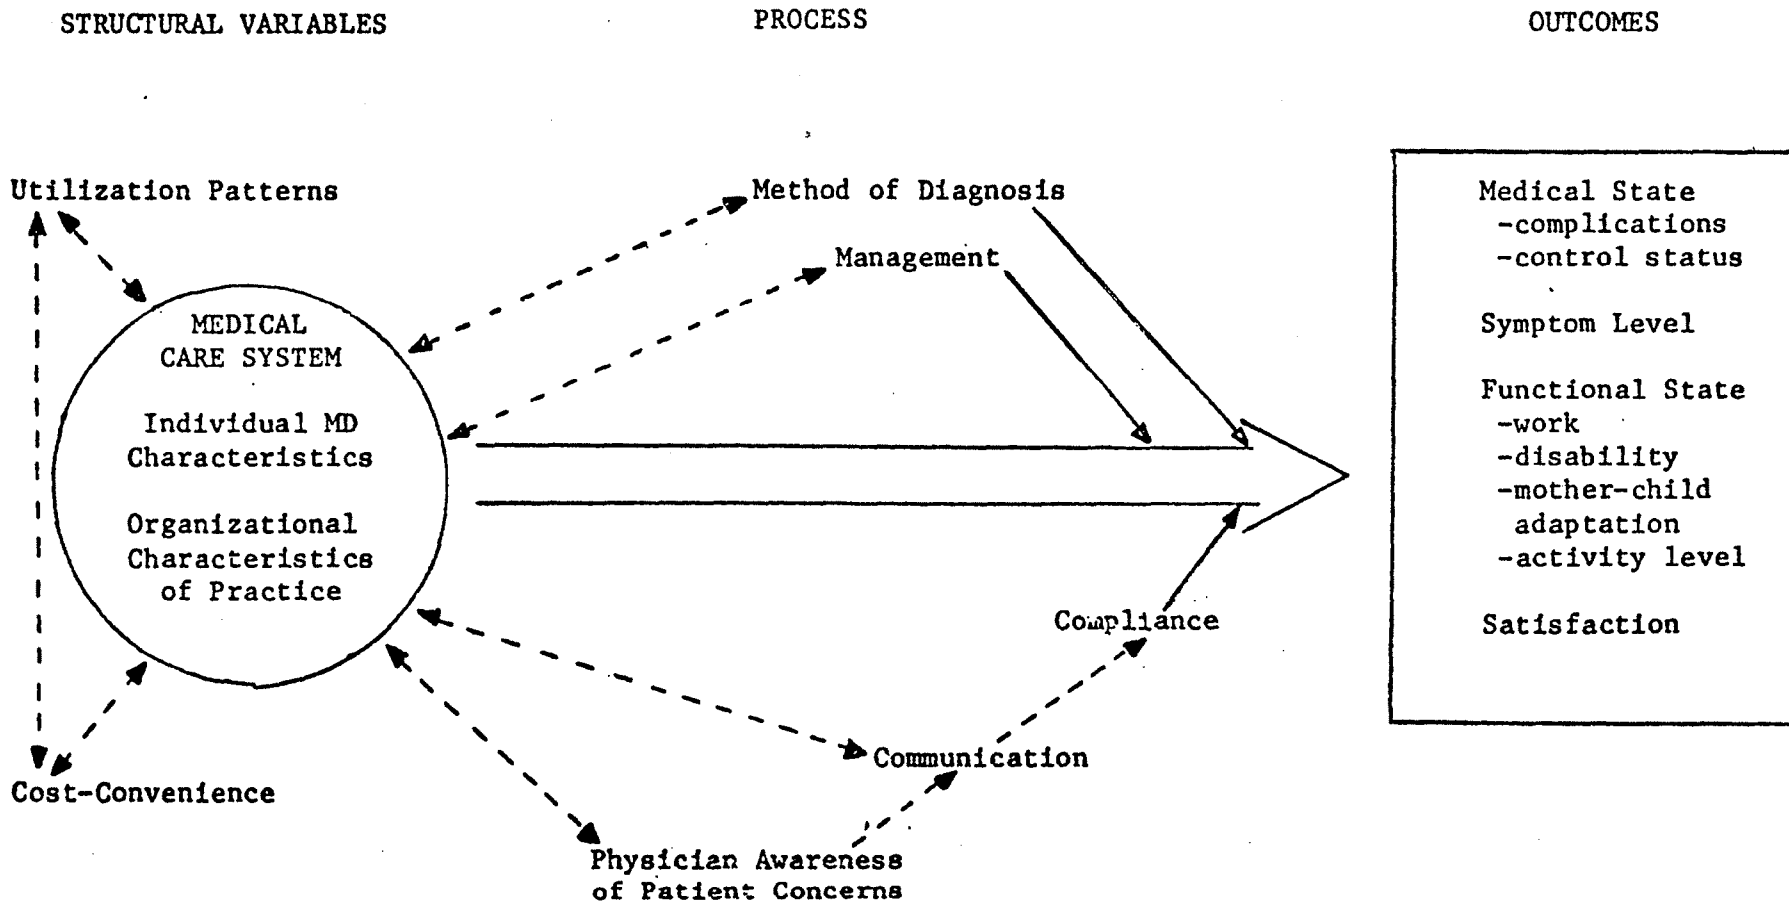 STRUCTURAL VARIABLES
PROCESS
OUTCOMES
Utilization Patterns
MEDICAL
CARE SYSTEM
Individual MD
Characteristics
Organizational
Characteristics
of Practice
Cost-Convenience
Method of Diagnosis
Management
Compliance
Communication
Physician Awareness
of Patient Concerns
Medical State
-complications
-control status
Symptom Level
Functional State
-work
-disability
-mother-child
adaptation
-activity level
Satisfaction